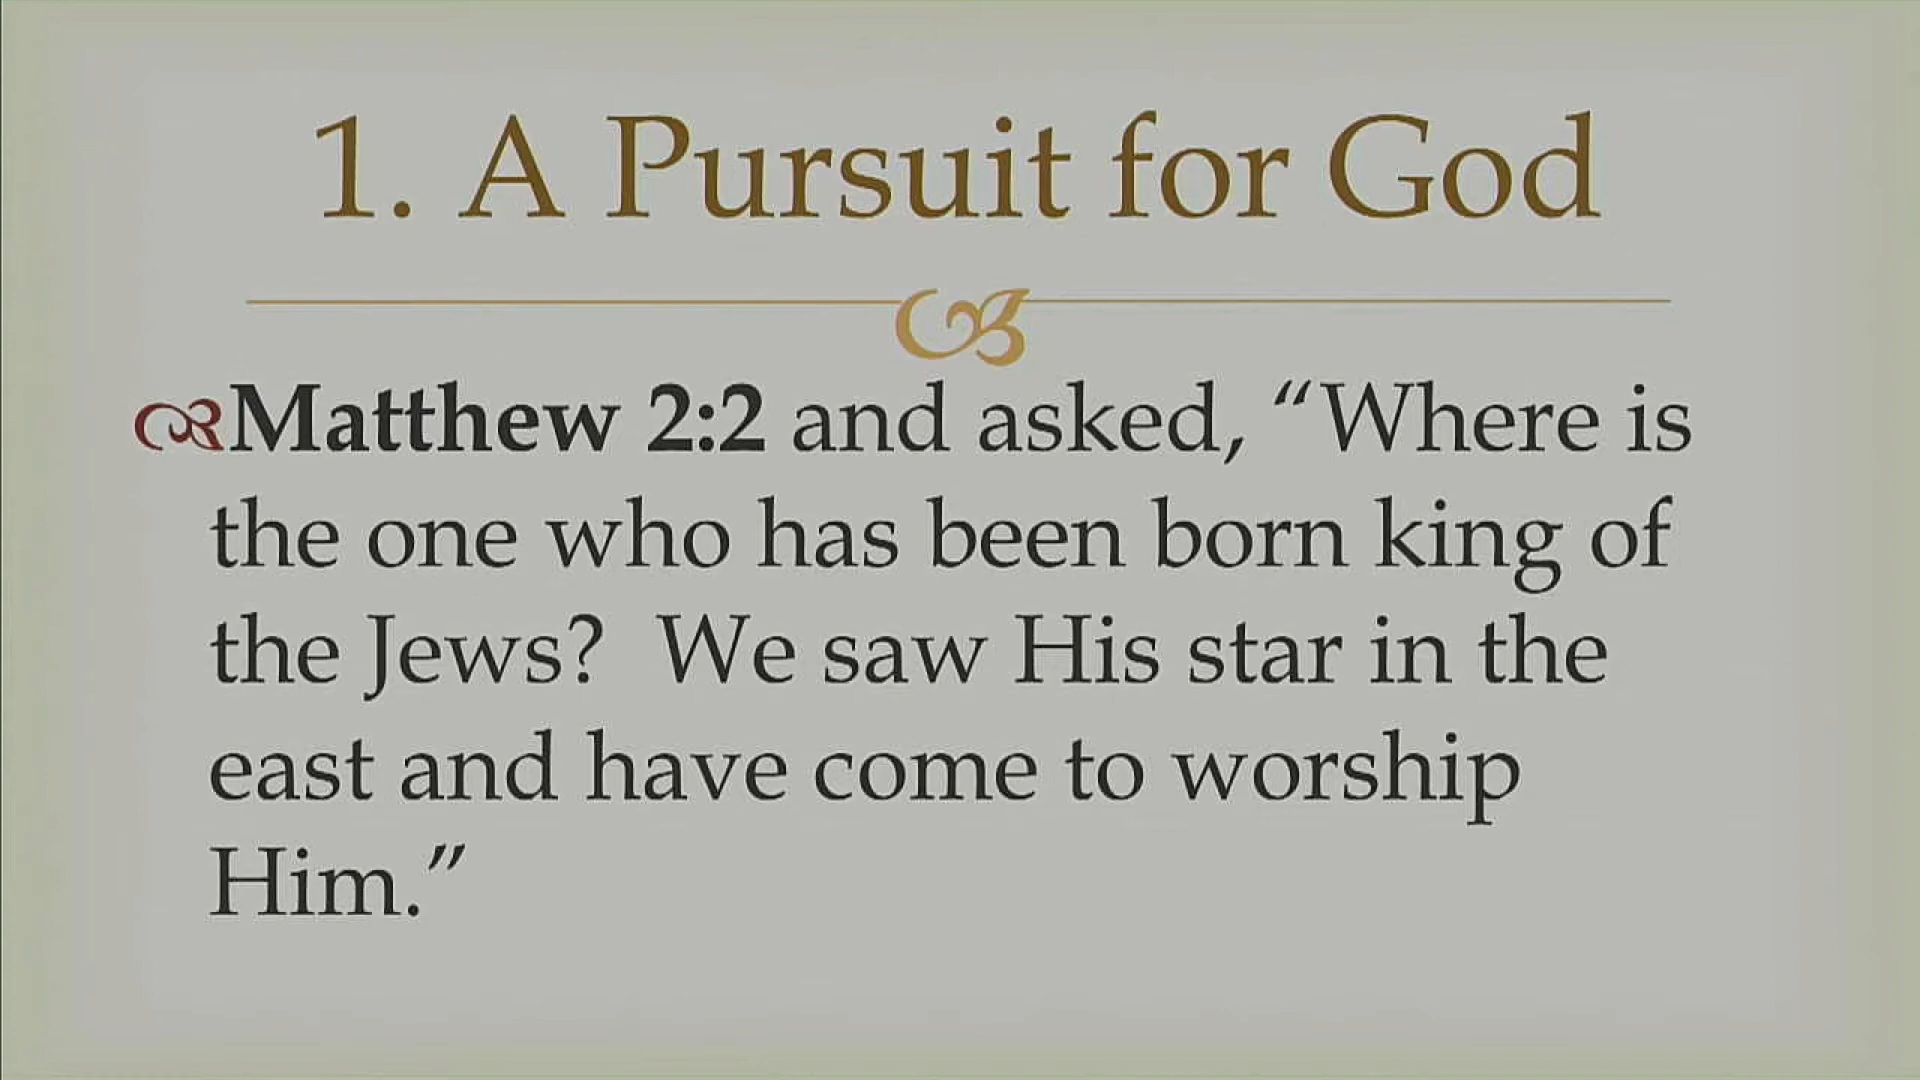 1. A Pursuit for God
Matthew 2:2 and asked, “Where is
the one who has been born king of
the Jews?  We saw His star in the
east and have come to worship
Him.”